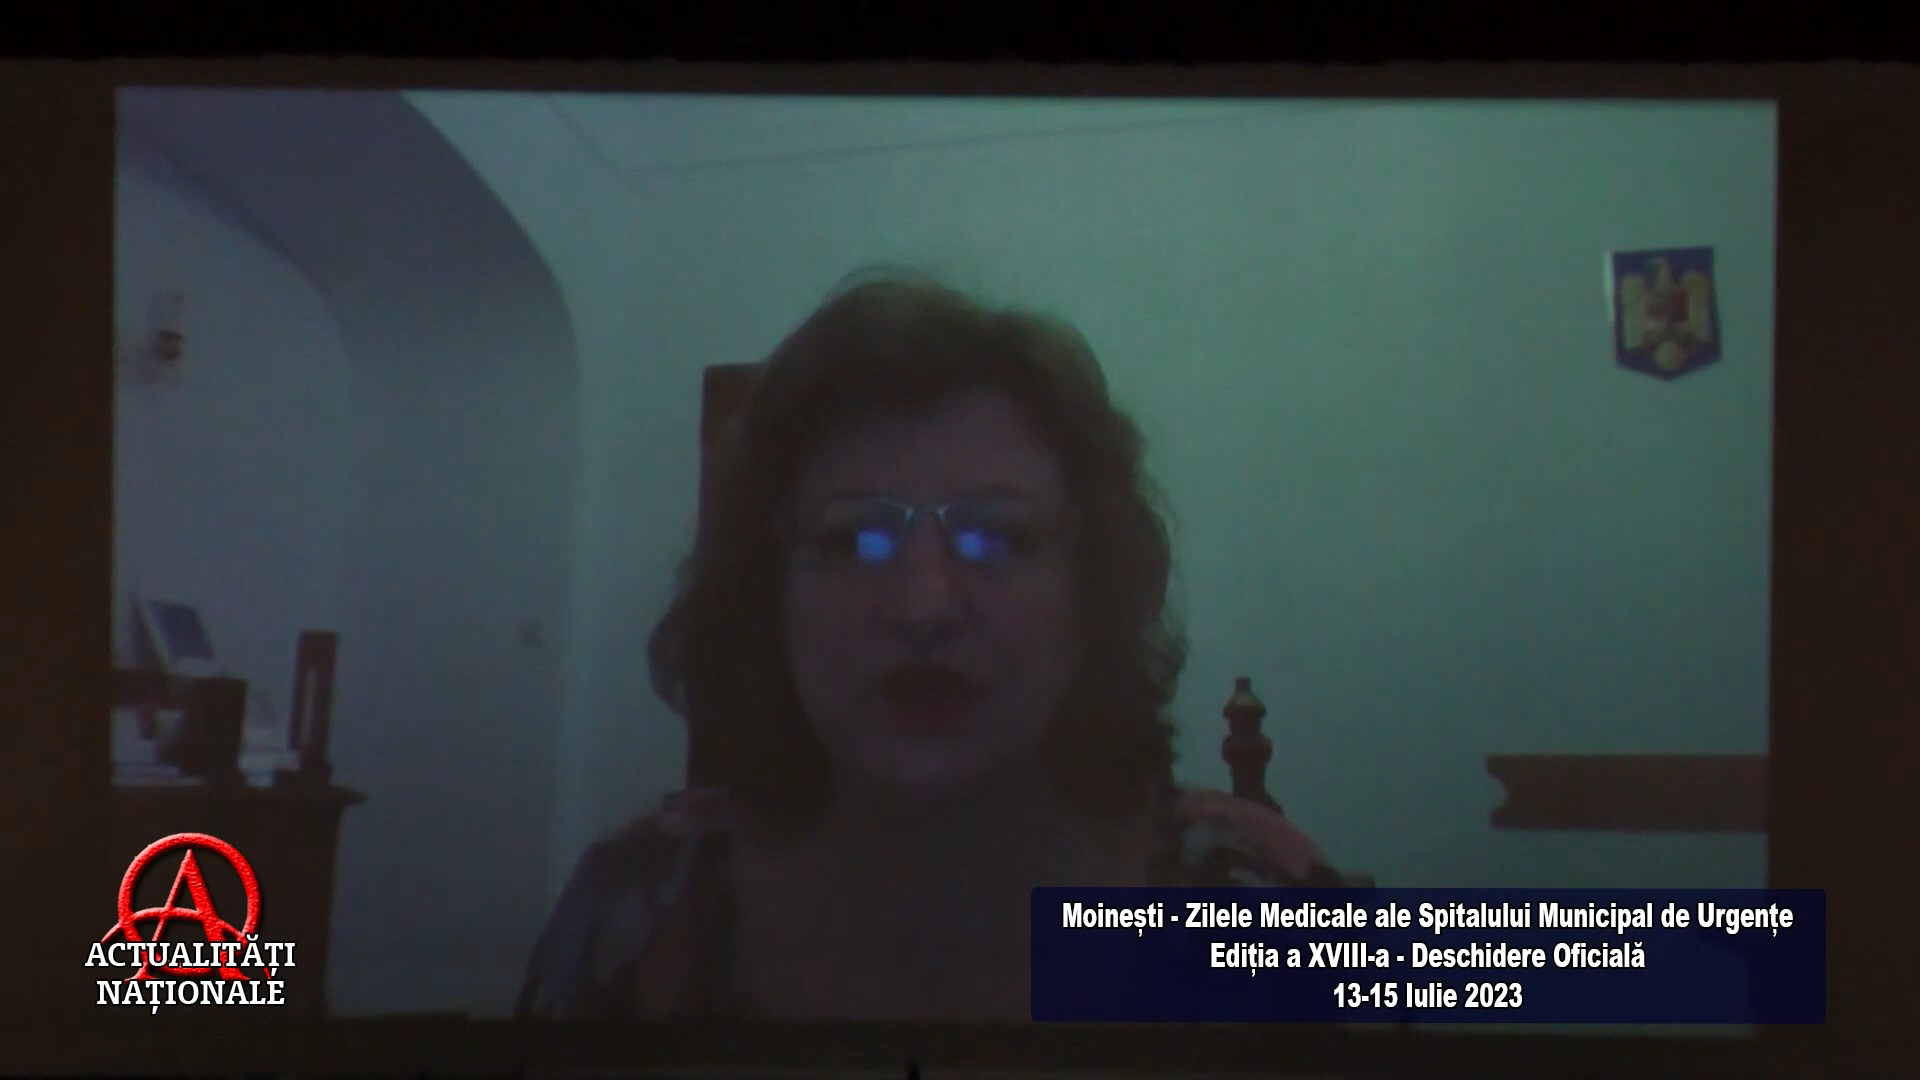 ACTUALITĂȚI
NAȚIONALE
Moinești - Zilele Medicale ale Spitalului Municipal de Urgențe
Ediția a XVIII-a - Deschidere Oficială
13-15 Iulie 2023